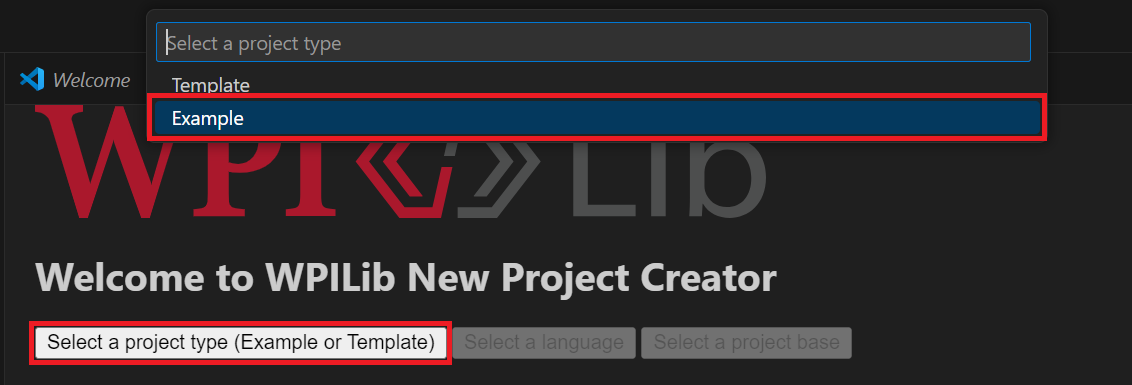 Select a project type
Template
Example
Welcome
WPI Lib
Welcome to WPILib New Project Creator
Select a project type (Example or Template) Select a language Select a project base